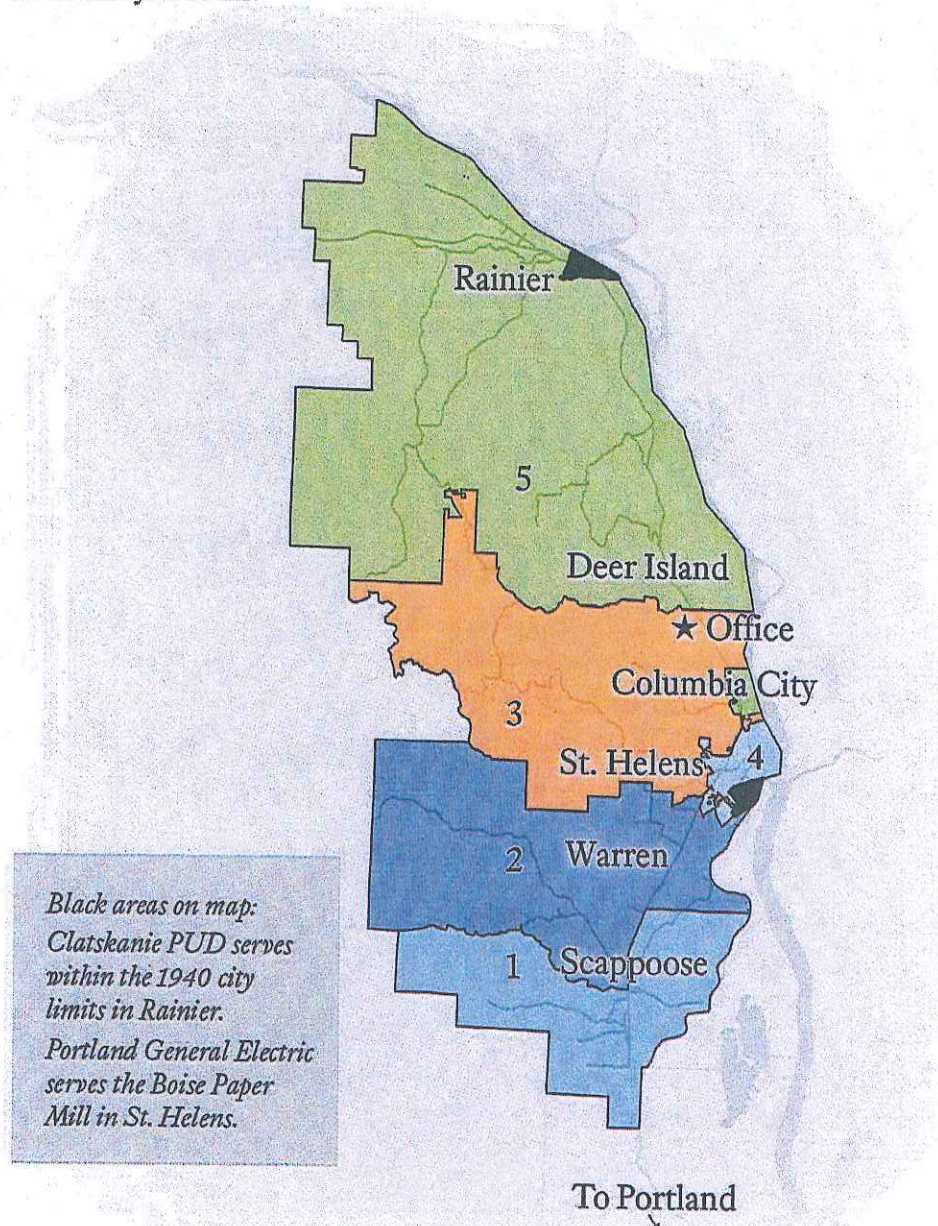 Rainier
5
Deer Island
★ Office
Columbia City
3
St. Helens
4
2
Warren
1
Scappoose
Black areas on map:
Clatskanie PUD serves
within the 1940 city
limits in Rainier.
Portland General Electric
serves the Boise Paper
Mill in St. Helens.
To Portland